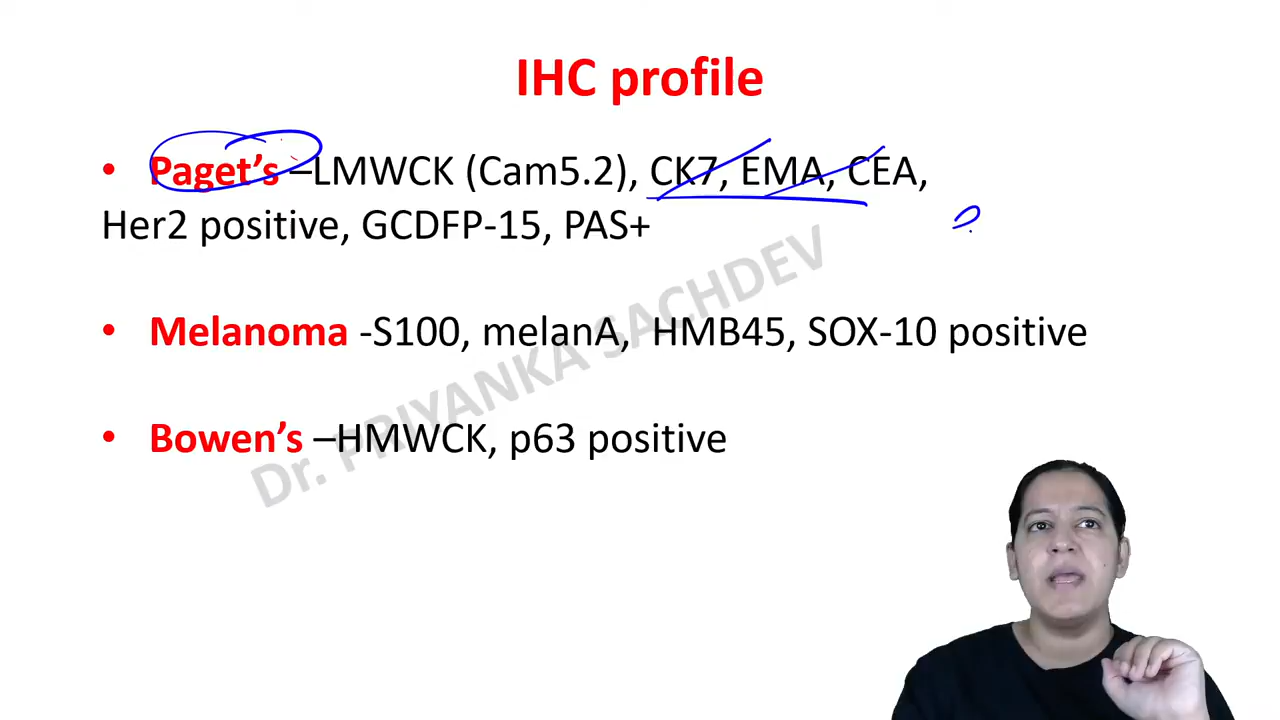 IHC profile
• Paget's –LMWCK (Cam5.2), CK7, EMA, CEA,
Her2 positive, GCDFP-15, PAS+
?
• Melanoma -S100, melanA, HMB45, SOX-10 positive
• Bowen's –HMWCK, p63 positive
Dr. PRIYANKA SACHDEV